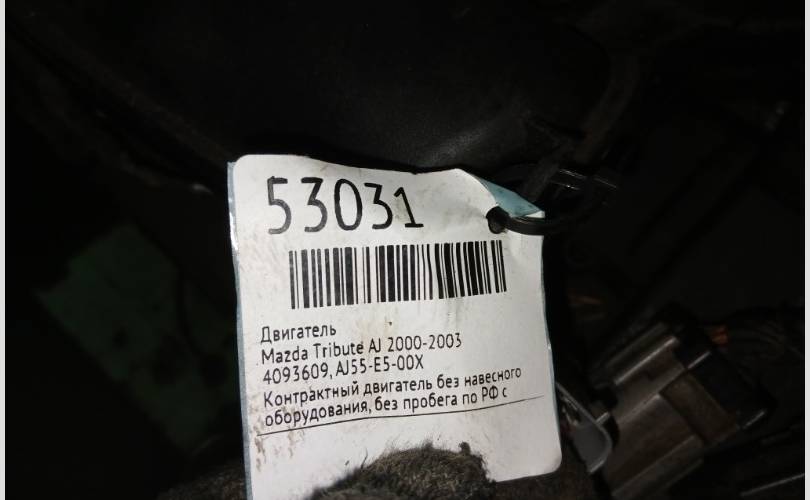 53031
Двигатель
Mazda Tribute AJ 2000-2003
4093609, AJ55-E5-00X
Контрактный двигатель без навесного
оборудования, без пробега по РФ с